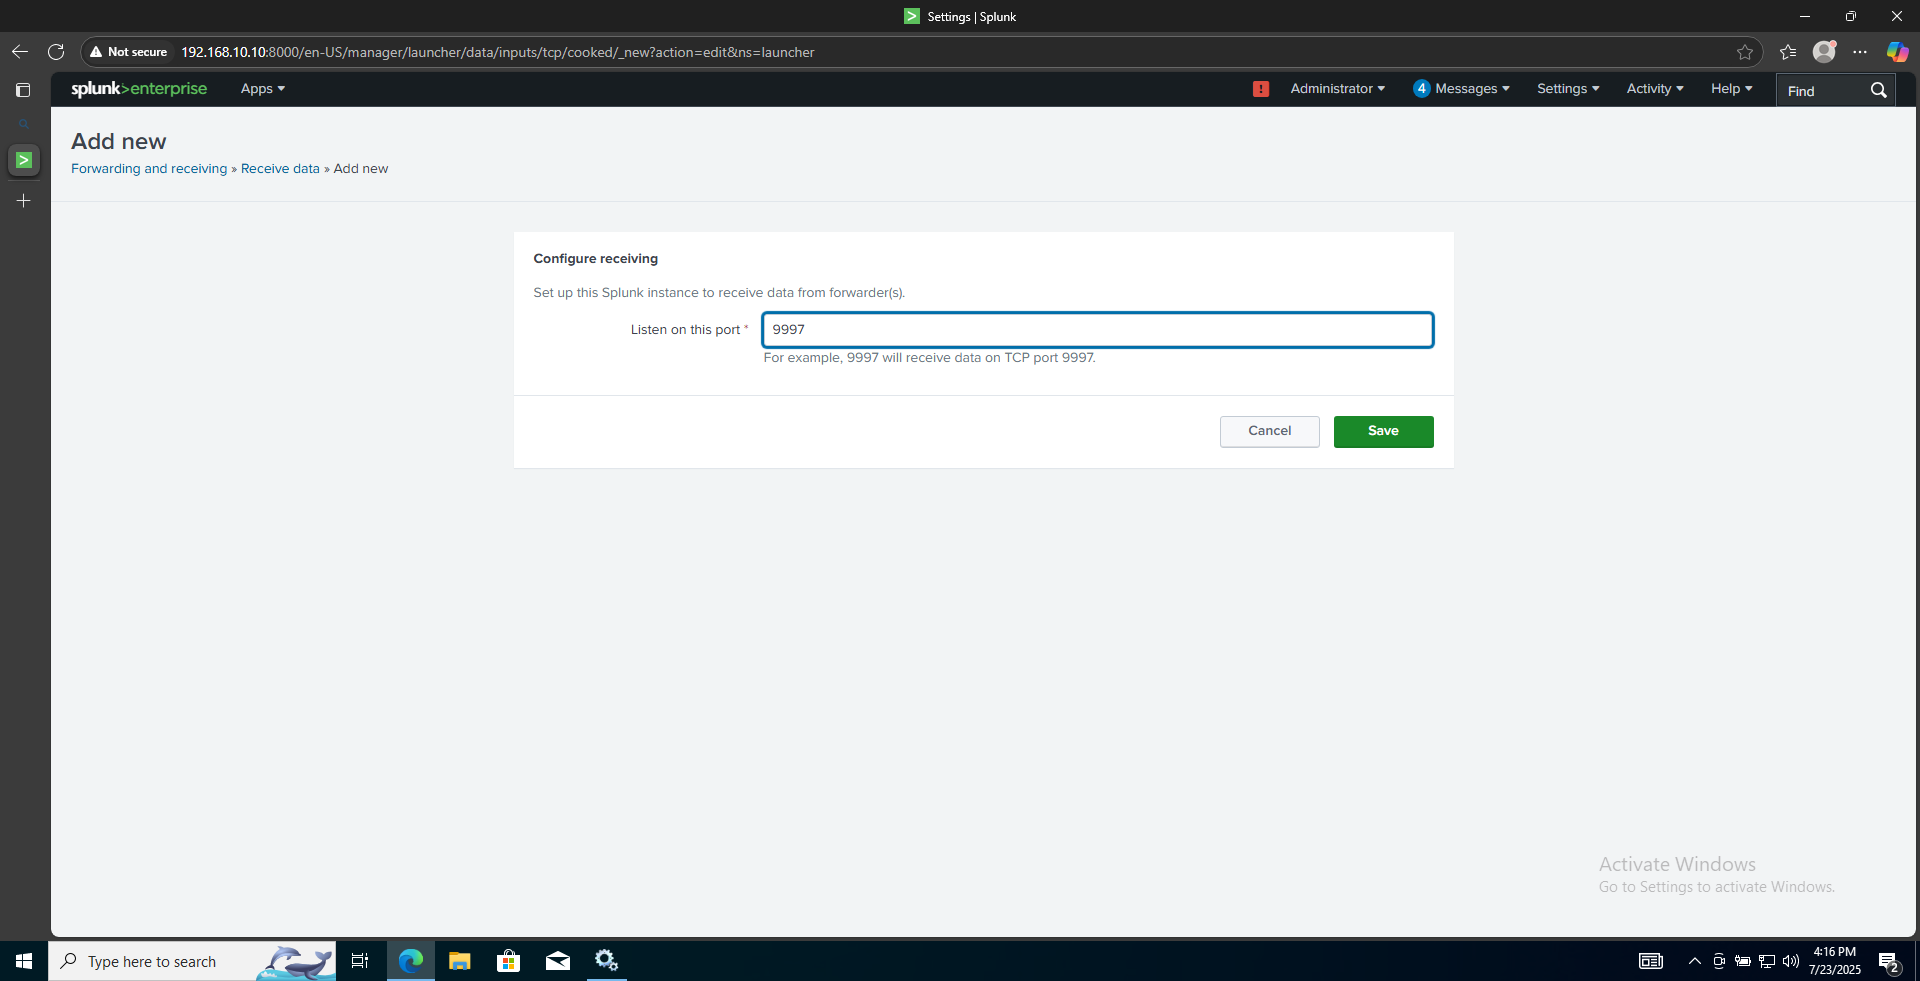 Settings | Splunk
Not secure 192.168.10.10:8000/en-US/manager/launcher/data/inputs/tcp/cooked/_new?action=edit&ns=launcher
splunk>enterprise Apps ! Administrator 4 Messages Settings Activity Help Find
Add new
Forwarding and receiving » Receive data » Add new
Configure receiving
Set up this Splunk instance to receive data from forwarder(s).
Listen on this port * 9997
For example, 9997 will receive data on TCP port 9997.
Cancel Save
Activate Windows
Go to Settings to activate Windows.
Type here to search
4:16 PM
7/23/2025
2